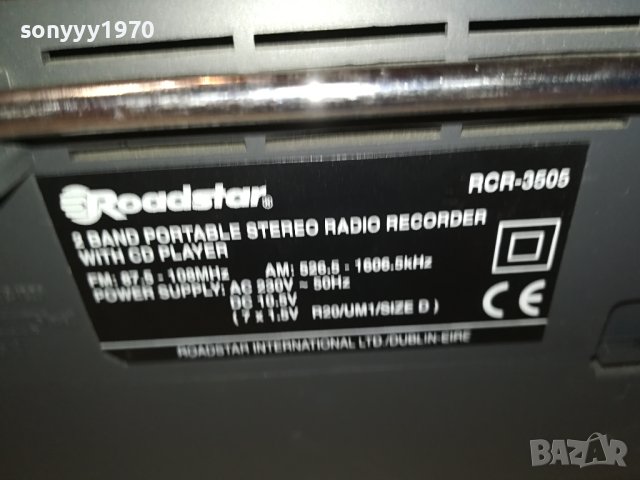 sonyyy1970
Roadstar®
RCR-3505
2 BAND PORTABLE STEREO RADIO RECORDER
WITH CD PLAYER
FM: 87.5 - 108MHz AM: 526.5 - 1606.5kHz
POWER SUPPLY: AC 230V ~ 50Hz
DC 10.5V
( 7 x 1.5V R20/UM1/SIZE D )
CE
ROADSTAR INTERNATIONAL LTD./DUBLIN-EIRE
BAZAR